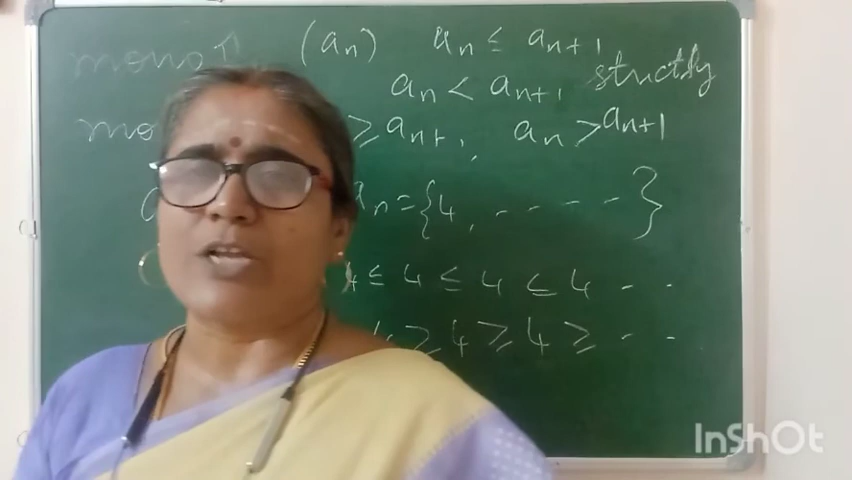 (aₙ) aₙ ≤ aₙ₊₁
aₙ < aₙ₊₁, strictly
≥ aₙ₊₁, aₙ > aₙ₊₁
aₙ = {4, - - - - }
4 ≤ 4 ≤ 4 ≤ 4 - -
4 ≥ 4 ≥ 4 ≥ - -
InShOt